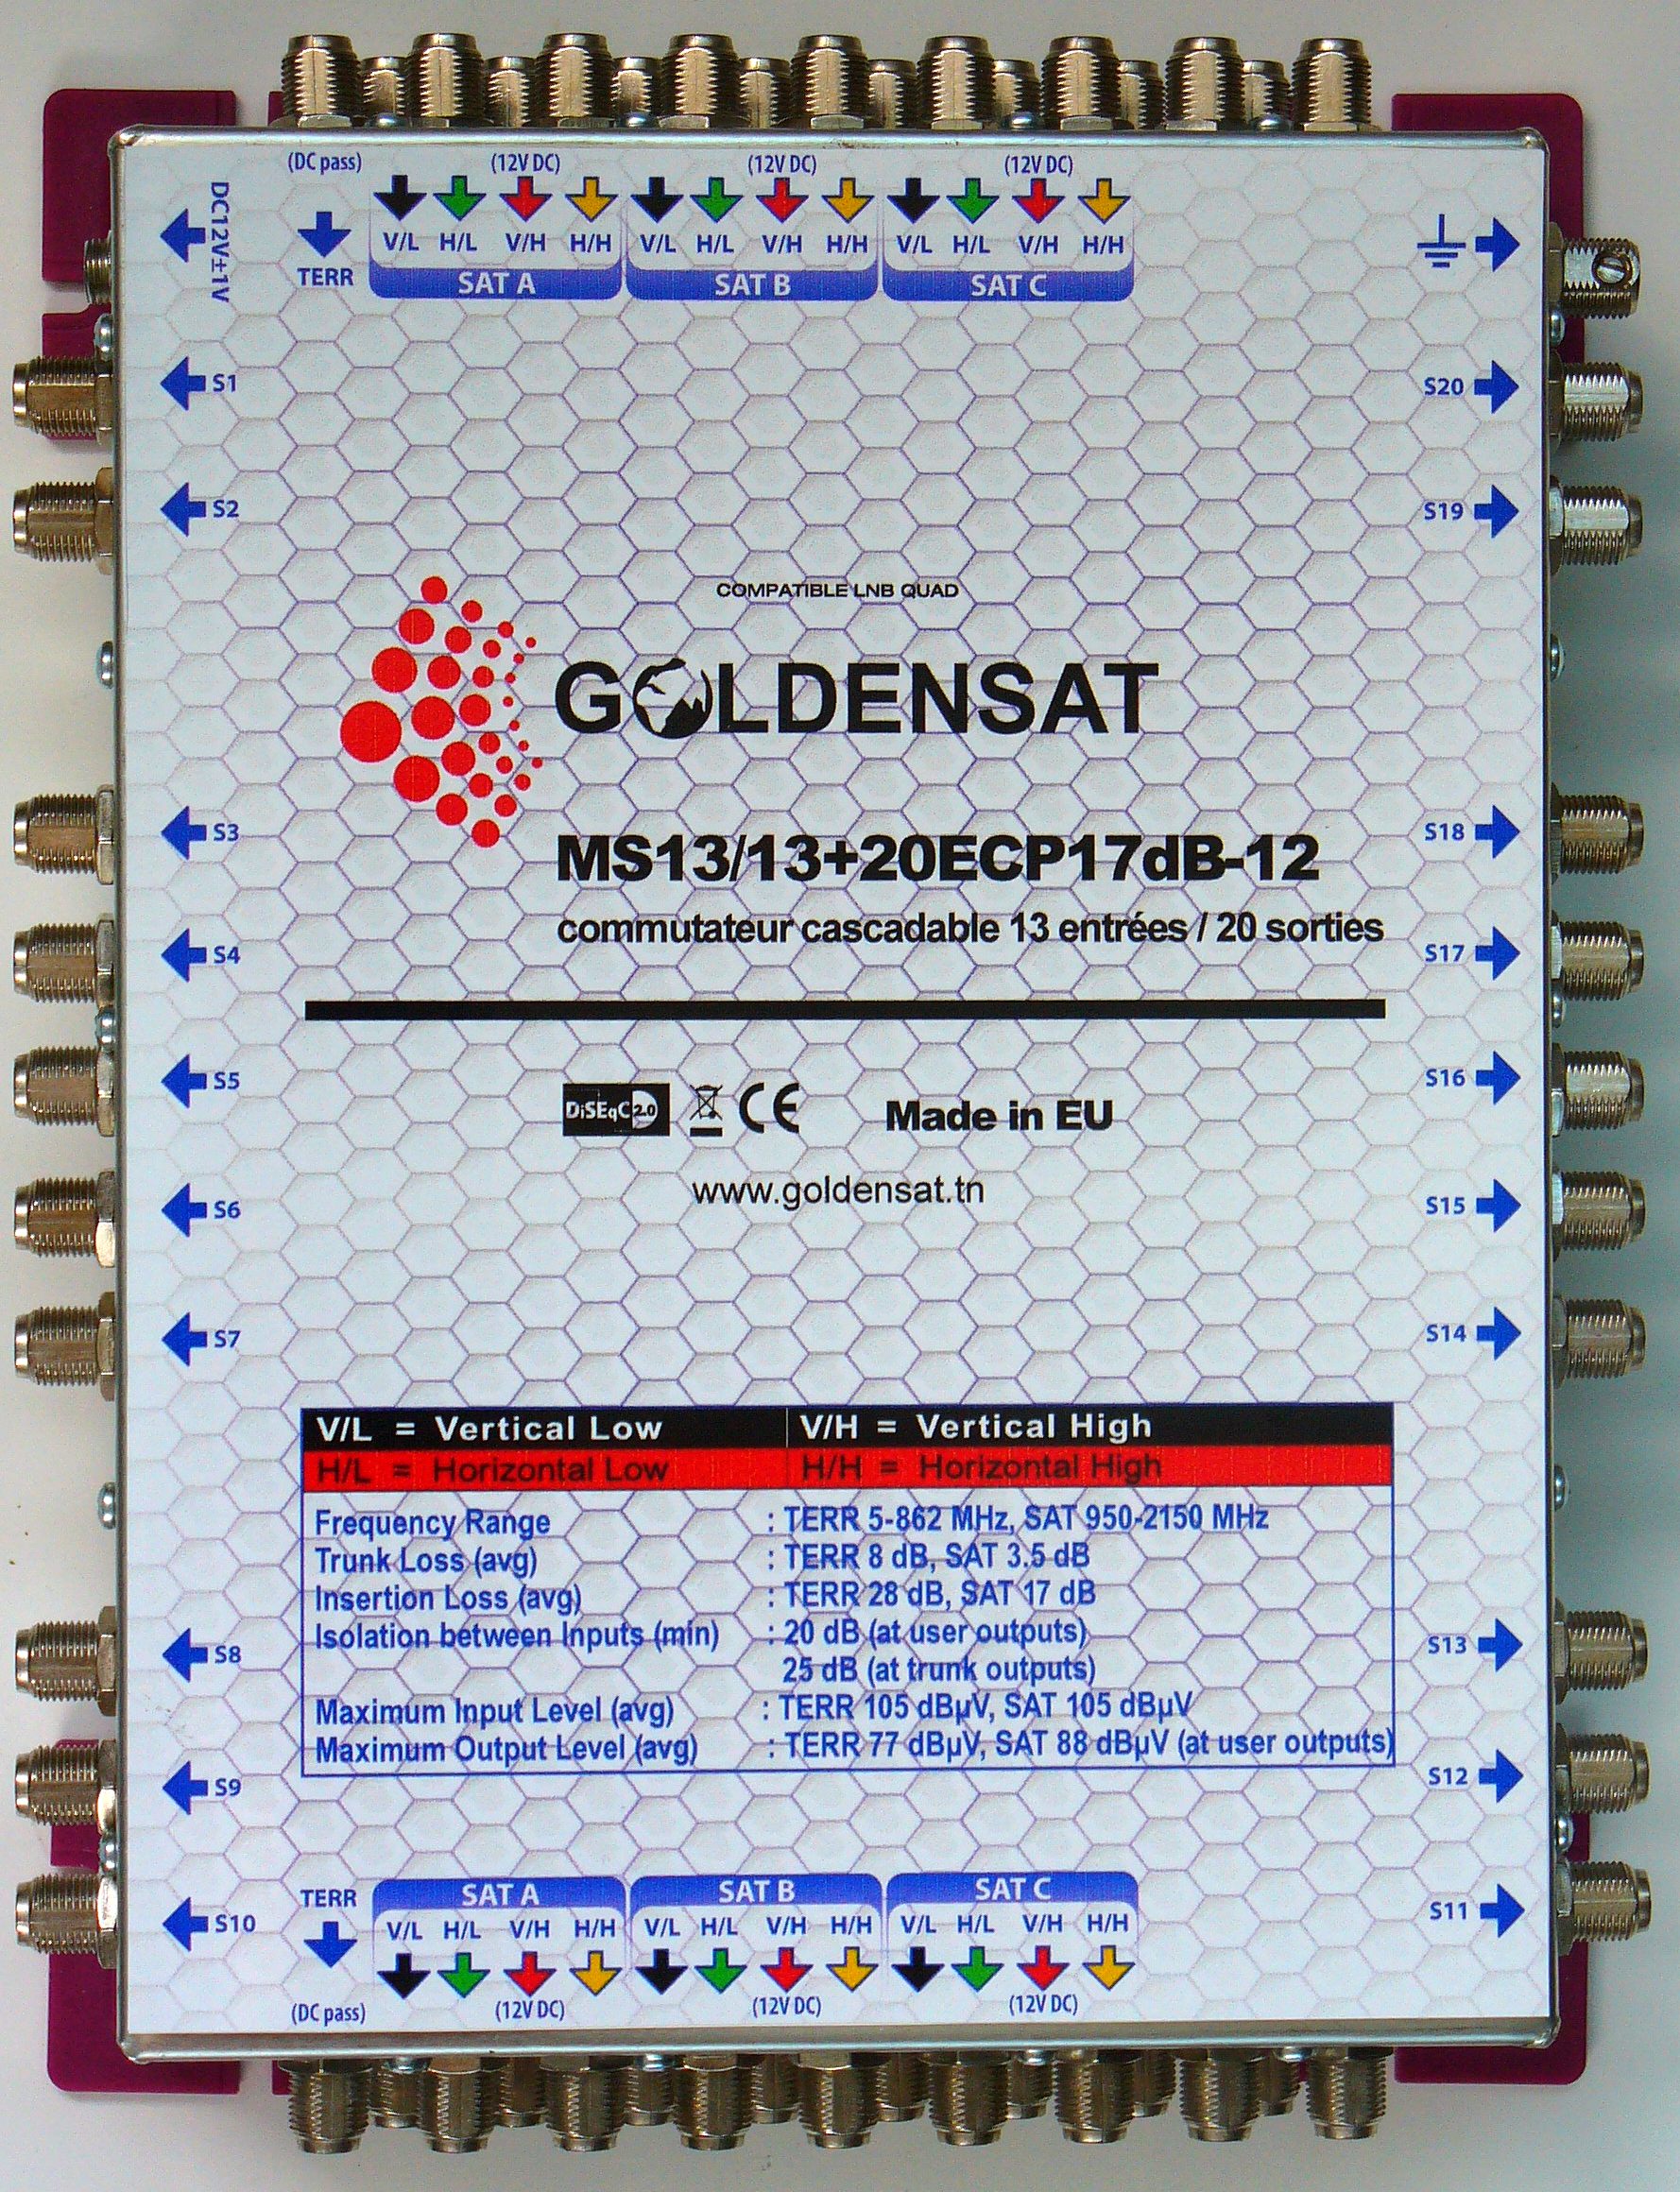 (DC pass) (12V DC) (12V DC) (12V DC)
DC12V±1V
TERR V/L H/L V/H H/H V/L H/L V/H H/H V/L H/L V/H H/H
SAT A SAT B SAT C
S1 S20
S2 S19
COMPATIBLE LNB QUAD
GOLDENSAT
MS13/13+20ECP17dB-12
S3 S18
commutateur cascadable 13 entrées / 20 sorties
S4 S17
S5 S16
DiSEqC 2.0 CE Made in EU
www.goldensat.tn
S6 S15
S7 S14
V/L = Vertical Low V/H = Vertical High
H/L = Horizontal Low H/H = Horizontal High
Frequency Range : TERR 5-862 MHz, SAT 950-2150 MHz
Trunk Loss (avg) : TERR 8 dB, SAT 3.5 dB
Insertion Loss (avg) : TERR 28 dB, SAT 17 dB
Isolation between Inputs (min) : 20 dB (at user outputs)
25 dB (at trunk outputs)
S8 S13
Maximum Input Level (avg) : TERR 105 dBµV, SAT 105 dBµV
Maximum Output Level (avg) : TERR 77 dBµV, SAT 88 dBµV (at user outputs)
S9 S12
TERR SAT A SAT B SAT C
S10 S11
V/L H/L V/H H/H V/L H/L V/H H/H V/L H/L V/H H/H
(DC pass) (12V DC) (12V DC) (12V DC)